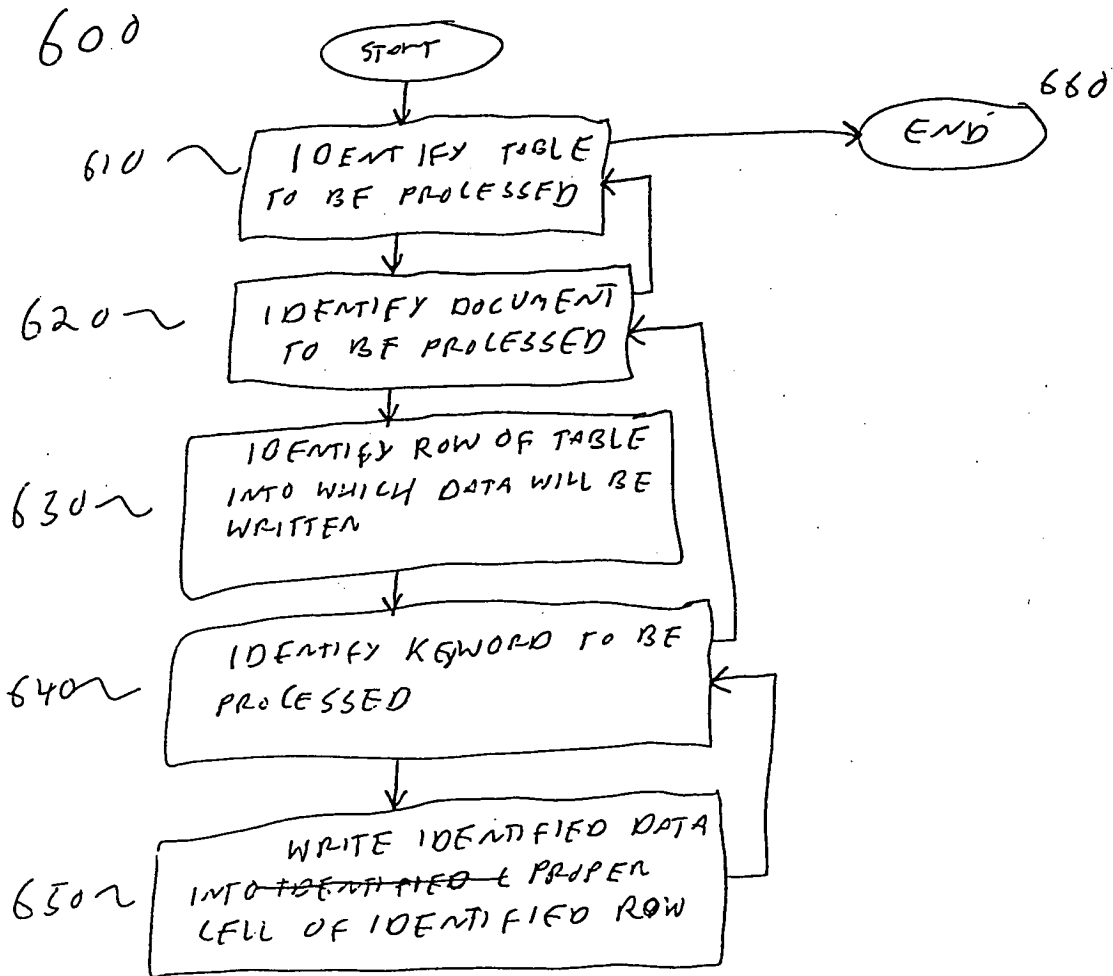 600
START
660
END
610
IDENTIFY TABLE
TO BE PROCESSED
620
IDENTIFY DOCUMENT
TO BE PROCESSED
630
IDENTIFY ROW OF TABLE
INTO WHICH DATA WILL BE
WRITTEN
640
IDENTIFY KEYWORD TO BE
PROCESSED
650
WRITE IDENTIFIED DATA
INTO IDENTIFIED C PROPER
CELL OF IDENTIFIED ROW